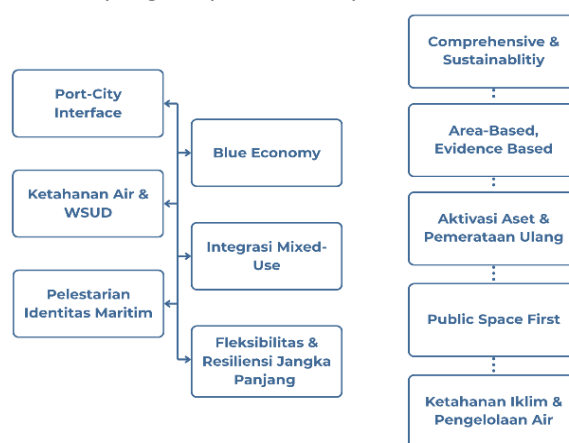 Port-City
Interface
Blue Economy
Ketahanan Air &
WSUD
Integrasi Mixed-
Use
Pelestarian
Identitas Maritim
Fleksibilitas &
Resiliensi Jangka
Panjang
Comprehensive &
Sustainablitiy
Area-Based,
Evidence Based
Aktivasi Aset &
Pemerataan Ulang
Public Space First
Ketahanan Iklim &
Pengelolaan Air